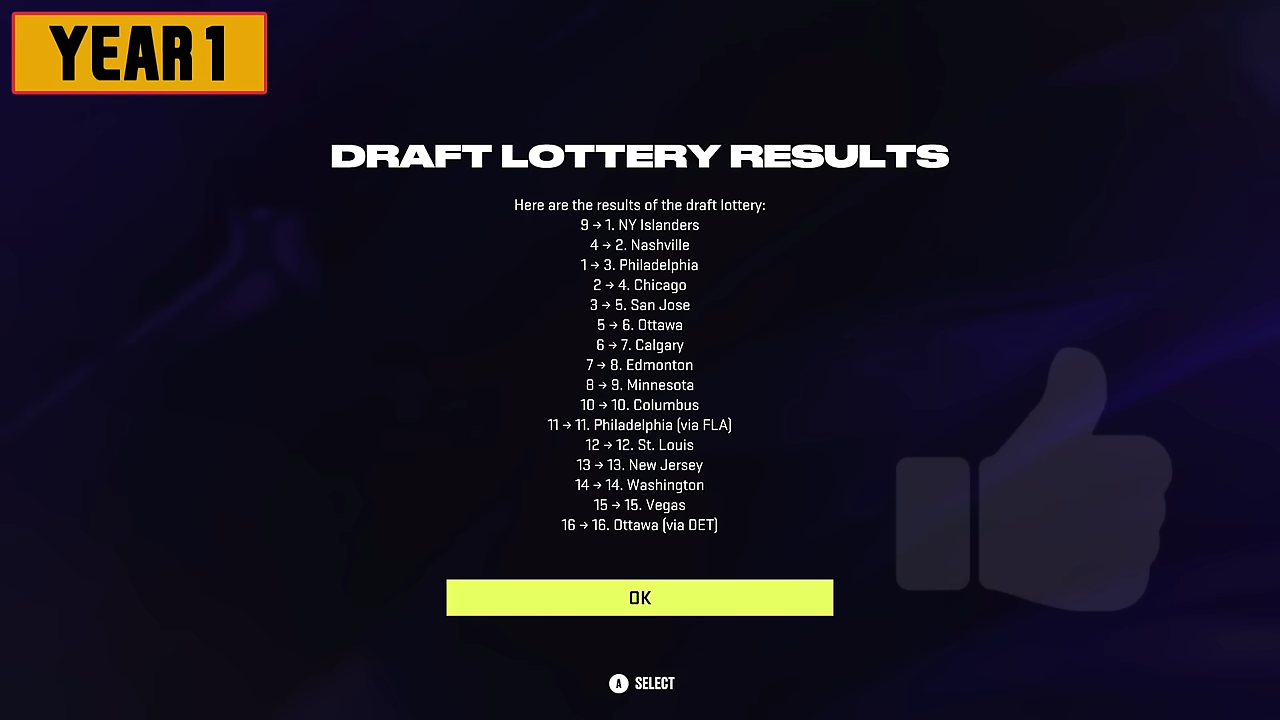 YEAR 1
DRAFT LOTTERY RESULTS
Here are the results of the draft lottery:
9 → 1. NY Islanders
4 → 2. Nashville
1 → 3. Philadelphia
2 → 4. Chicago
3 → 5. San Jose
5 → 6. Ottawa
6 → 7. Calgary
7 → 8. Edmonton
8 → 9. Minnesota
10 → 10. Columbus
11 → 11. Philadelphia (via FLA)
12 → 12. St. Louis
13 → 13. New Jersey
14 → 14. Washington
15 → 15. Vegas
16 → 16. Ottawa (via DET)
OK
A SELECT